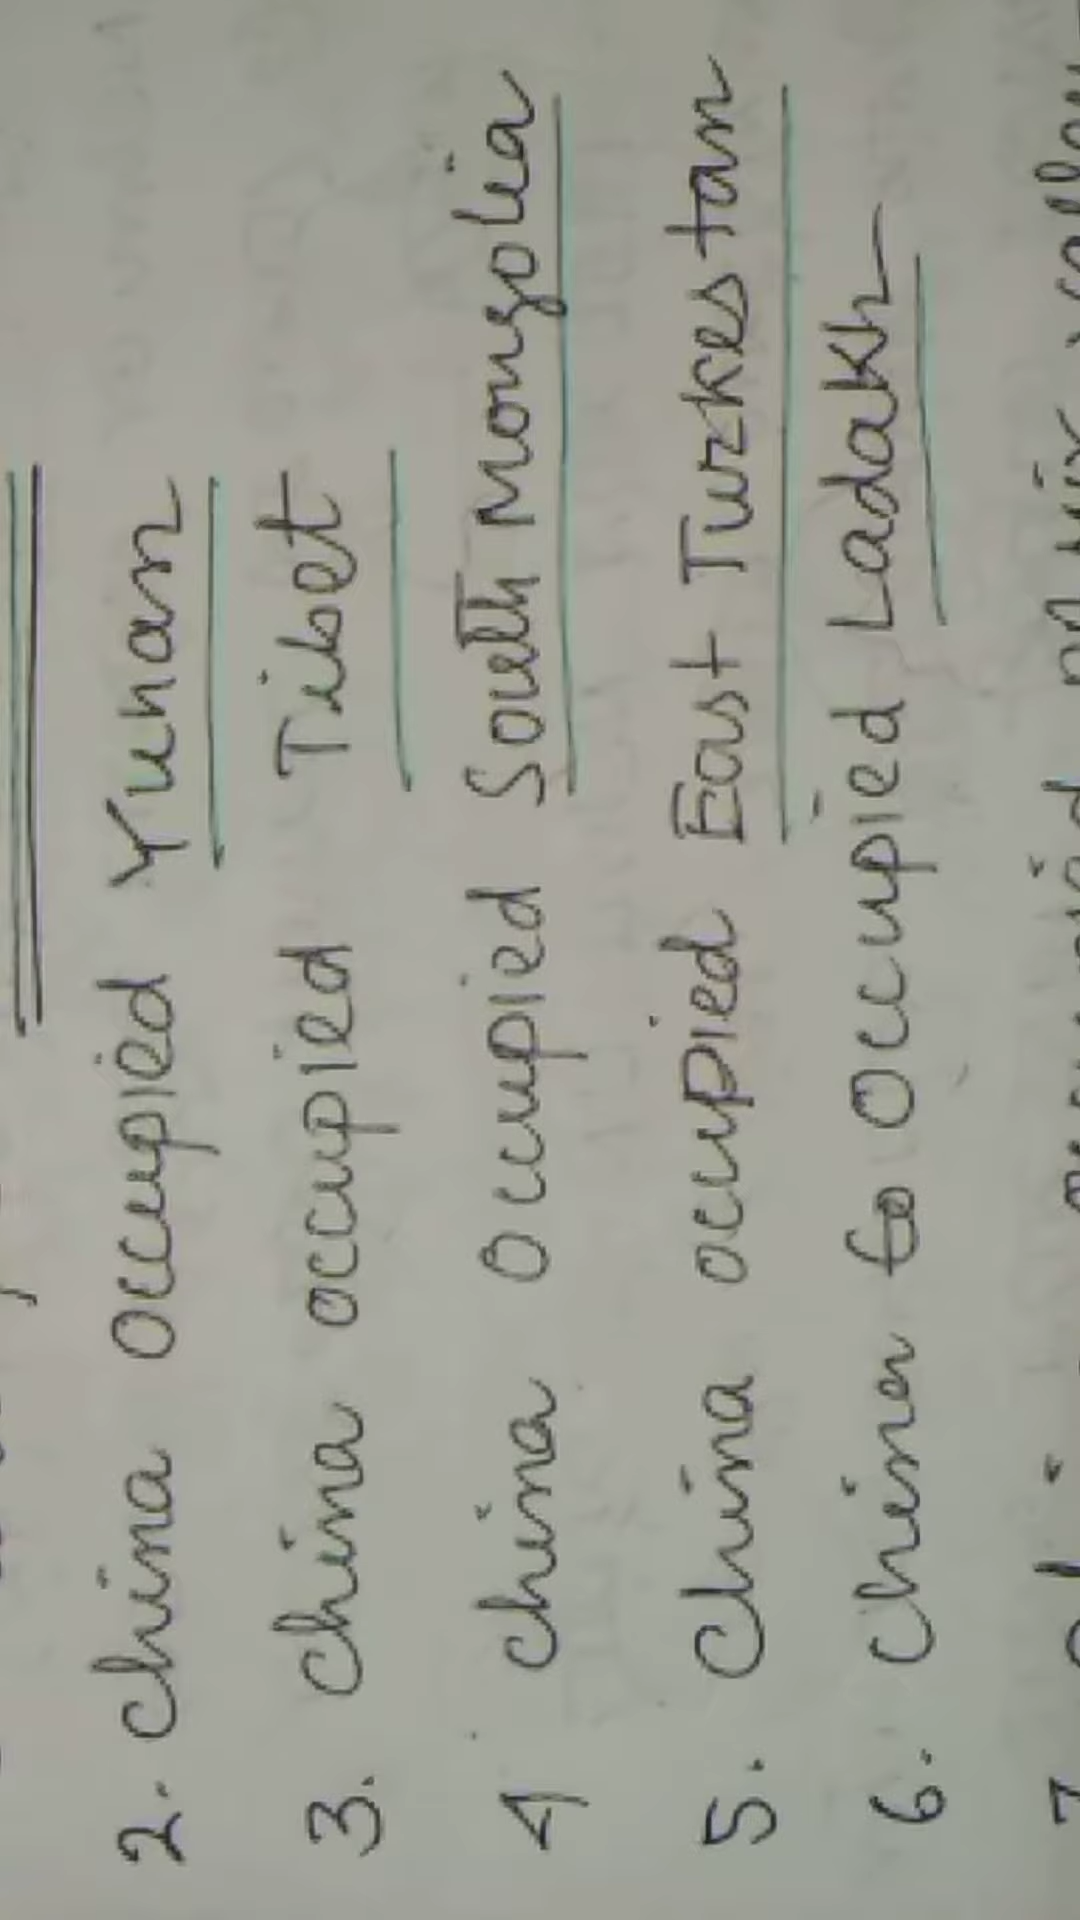 2. China occupied Yunan
3. China occupied Tibet
4 China occupied South Mongolia
5. China occupied East Turkestan
6. China Occupied Ladakh
7